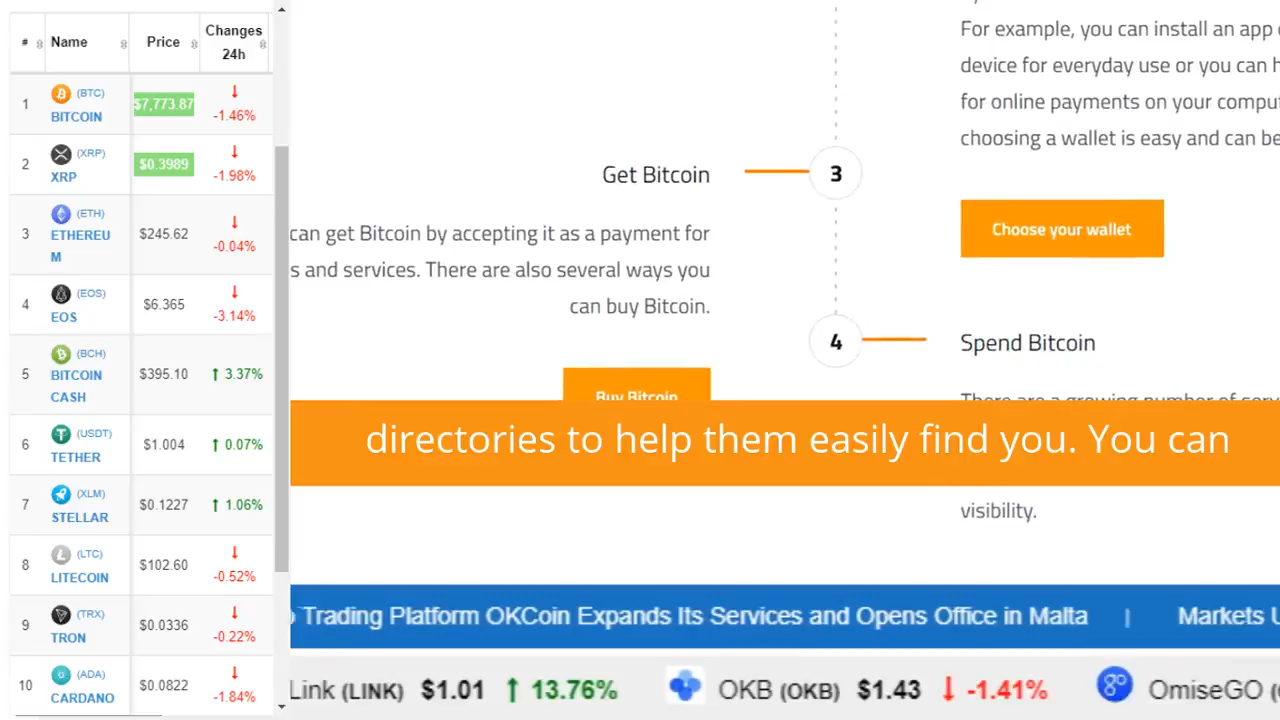 # Name Price Changes 24h
1 (BTC) BITCOIN $7,773.87 ↓ -1.46%
2 (XRP) XRP $0.3989 ↓ -1.98%
3 (ETH) ETHEREUM $245.62 ↓ -0.04%
4 (EOS) EOS $6.365 ↓ -3.14%
5 (BCH) BITCOIN CASH $395.10 ↑ 3.37%
6 (USDT) TETHER $1.004 ↑ 0.07%
7 (XLM) STELLAR $0.1227 ↑ 1.06%
8 (LTC) LITECOIN $102.60 ↓ -0.52%
9 (TRX) TRON $0.0336 ↓ -0.22%
10 (ADA) CARDANO $0.0822 ↓ -1.84%
For example, you can install an app
device for everyday use or you can
for online payments on your
choosing a wallet is easy and can be
Choose your wallet
3
Get Bitcoin
can get Bitcoin by accepting it as a payment for
s and services. There are also several ways you
can buy Bitcoin.
Buy Bitcoin
4
Spend Bitcoin
There are a growing number of
directories to help them easily find you. You can
visibility.
Trading Platform OKCoin Expands Its Services and Opens Office in Malta | Markets
Link (LINK) $1.01 ↑ 13.76% OKB (OKB) $1.43 ↓ -1.41% OmiseGO